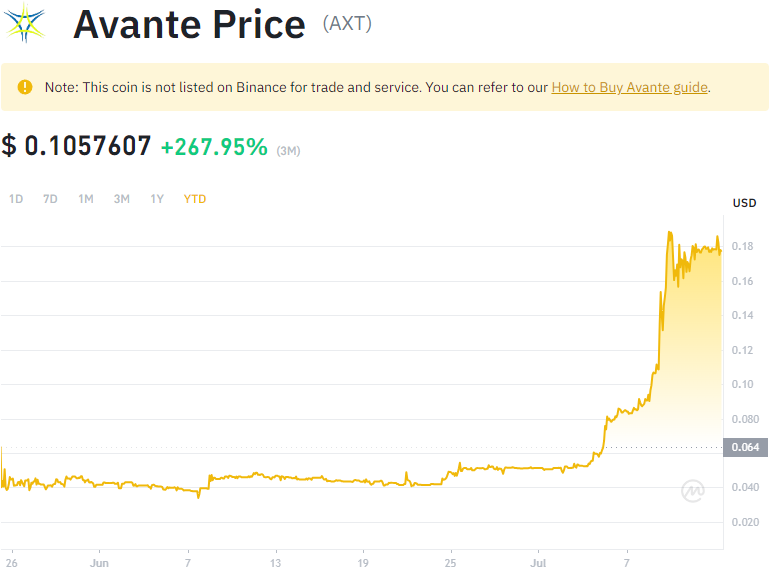 Avante Price (AXT)
Note: This coin is not listed on Binance for trade and service. You can refer to our How to Buy Avante guide.
$ 0.1057607 +267.95% (3M)
1D 7D 1M 3M 1Y YTD
USD
0.18
0.16
0.14
0.12
0.10
0.080
0.064
0.040
0.020
26 Jun 7 13 19 25 Jul 7